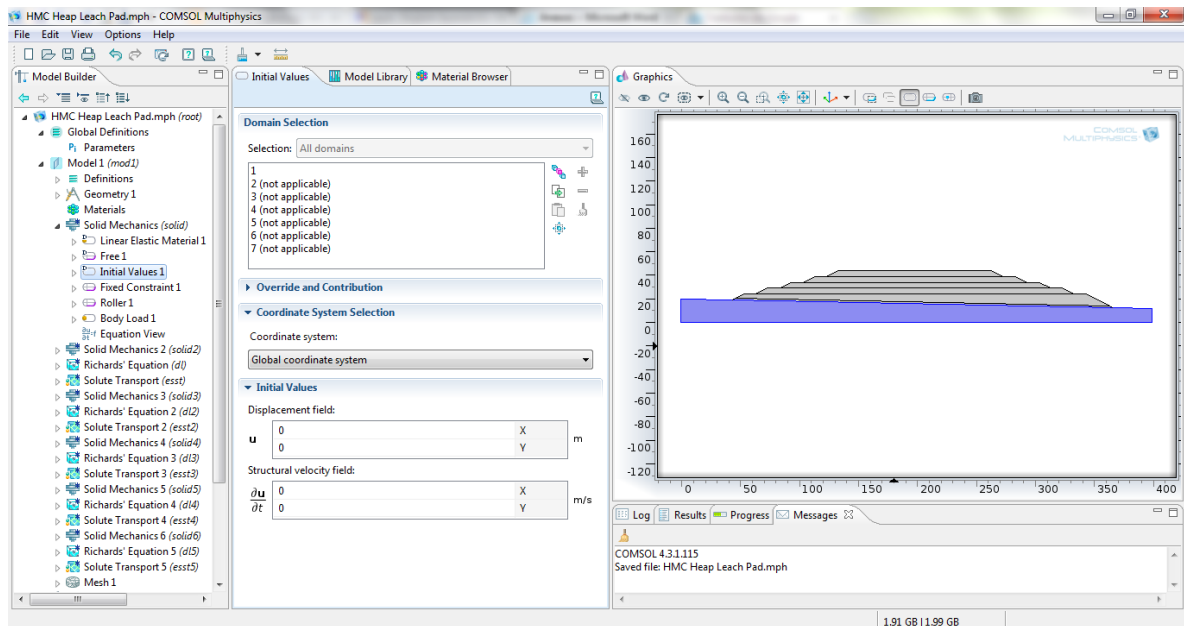 HMC Heap Leach Pad.mph - COMSOL Multiphysics
File Edit View Options Help
Model Builder
HMC Heap Leach Pad.mph (root)
Global Definitions
Pi Parameters
Model 1 (mod1)
Definitions
Geometry 1
Materials
Solid Mechanics (solid)
Linear Elastic Material 1
Free 1
Initial Values 1
Fixed Constraint 1
Roller 1
Body Load 1
Equation View
Solid Mechanics 2 (solid2)
Richards' Equation (dl)
Solute Transport (esst)
Solid Mechanics 3 (solid3)
Richards' Equation 2 (dl2)
Solute Transport 2 (esst2)
Solid Mechanics 4 (solid4)
Richards' Equation 3 (dl3)
Solute Transport 3 (esst3)
Solid Mechanics 5 (solid5)
Richards' Equation 4 (dl4)
Solute Transport 4 (esst4)
Solid Mechanics 6 (solid6)
Richards' Equation 5 (dl5)
Solute Transport 5 (esst5)
Mesh 1
Initial Values Model Library Material Browser
Domain Selection
Selection: All domains
1
2 (not applicable)
3 (not applicable)
4 (not applicable)
5 (not applicable)
6 (not applicable)
7 (not applicable)
Override and Contribution
Coordinate System Selection
Coordinate system:
Global coordinate system
Initial Values
Displacement field:
u 0 X m
0 Y
Structural velocity field:
∂u/∂t 0 X m/s
0 Y
Graphics
COMSOL
MULTIPHYSICS
160
140
120
100
80
60
40
20
0
-20
-40
-60
-80
-100
-120
0 50 100 150 200 250 300 350 400
Log Results Progress Messages
COMSOL 4.3.1.115
Saved file: HMC Heap Leach Pad.mph
1.91 GB | 1.99 GB